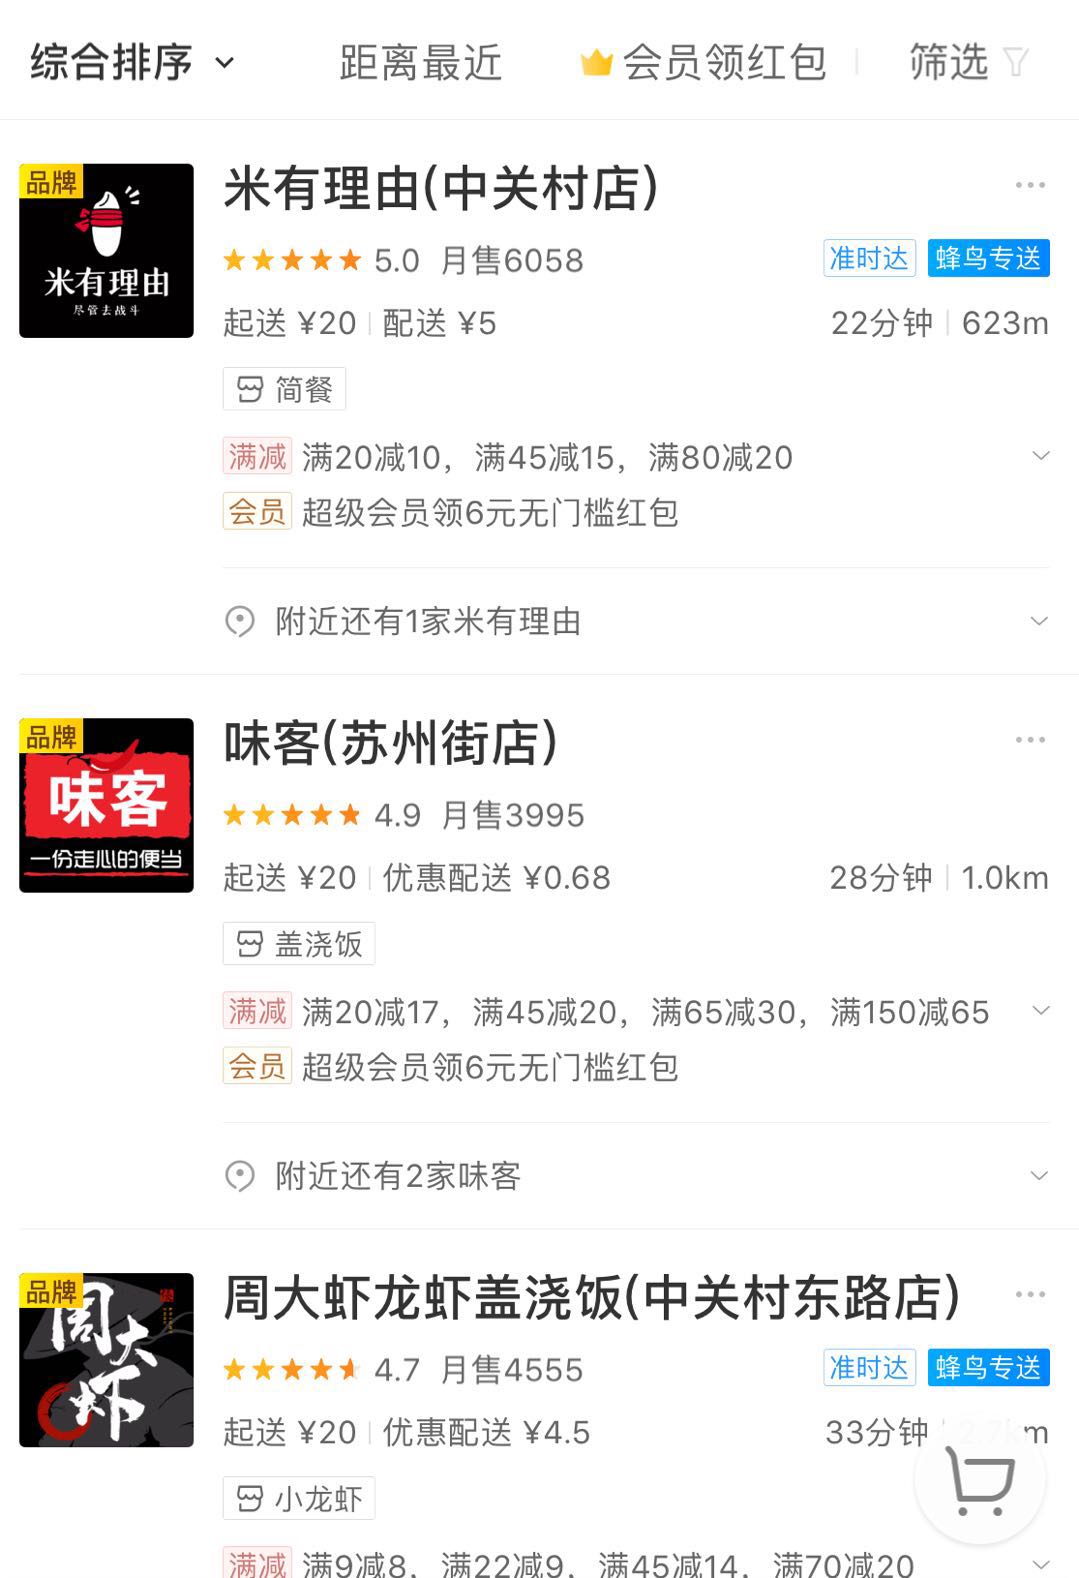 综合排序 距离最近 会员领红包 筛选
品牌
米有理由
尽管去战斗
米有理由(中关村店)
5.0 月售6058 准时达 蜂鸟专送
起送 ¥20 配送 ¥5 22分钟 623m
简餐
满减 满20减10，满45减15，满80减20
会员 超级会员领6元无门槛红包
附近还有1家米有理由
品牌
味客
一份走心的便当
味客(苏州街店)
4.9 月售3995
起送 ¥20 优惠配送 ¥0.68 28分钟 1.0km
盖浇饭
满减 满20减17，满45减20，满65减30，满150减65
会员 超级会员领6元无门槛红包
附近还有2家味客
品牌
周大虾
周大虾龙虾盖浇饭(中关村东路店)
4.7 月售4555 准时达 蜂鸟专送
起送 ¥20 优惠配送 ¥4.5 33分钟 2.7km
小龙虾
满减 满9减8，满22减9，满45减14，满70减20